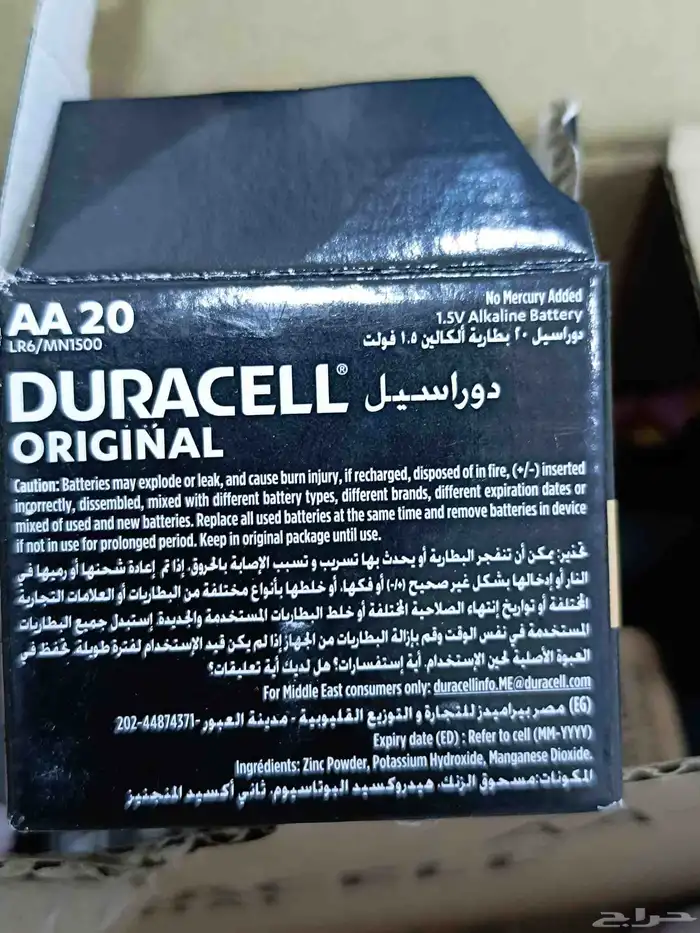 AA 20
LR6/MN1500
No Mercury Added
1.5V Alkaline Battery
دوراسيل ٢٠ بطارية ألكالين ١.٥ فولت
DURACELL® دوراسيل
ORIGINAL
Caution: Batteries may explode or leak, and cause burn injury, if recharged, disposed of in fire, (+/-) inserted
incorrectly, dissembled, mixed with different battery types, different brands, different expiration dates or
mixed of used and new batteries. Replace all used batteries at the same time and remove batteries in device
if not in use for prolonged period. Keep in original package until use.
تحذير: يمكن أن تنفجر البطارية أو يحدث بها تسريب و تسبب الإصابة بالحروق. إذا تم إعادة شحنتها أو رميها في
النار أو إدخالها بشكل غير صحيح (+/-) أو فكها، أو خلطها بأنواع مختلفة من البطاريات أو العلامات التجارية
المختلفة أو تواريخ إنتهاء الصلاحية المختلفة أو خلط البطاريات المستخدمة والجديدة. إستبدل جميع البطاريات
المستخدمة في نفس الوقت وقم بإزالة البطاريات من الجهاز إذا لم يكن قيد الإستخدام لفترة طويلة. تحفظ في
العبوة الأصلية لحين الإستخدام. أية إستفسارات؟ هل لديك أية تعليقات؟
For Middle East consumers only: duracellinfo.ME@duracell.com
(EG) مصر بيراميدز للتجارة و التوزيع القليوبية - مدينة العبور -202-44874371
Expiry date (ED) : Refer to cell (MM-YYYY)
Ingrédients: Zinc Powder, Potassium Hydroxide, Manganese Dioxide.
المكونات: مسحوق الزنك، هيدروكسيد البوتاسيوم، ثاني أكسيد المنجنيز
حراج